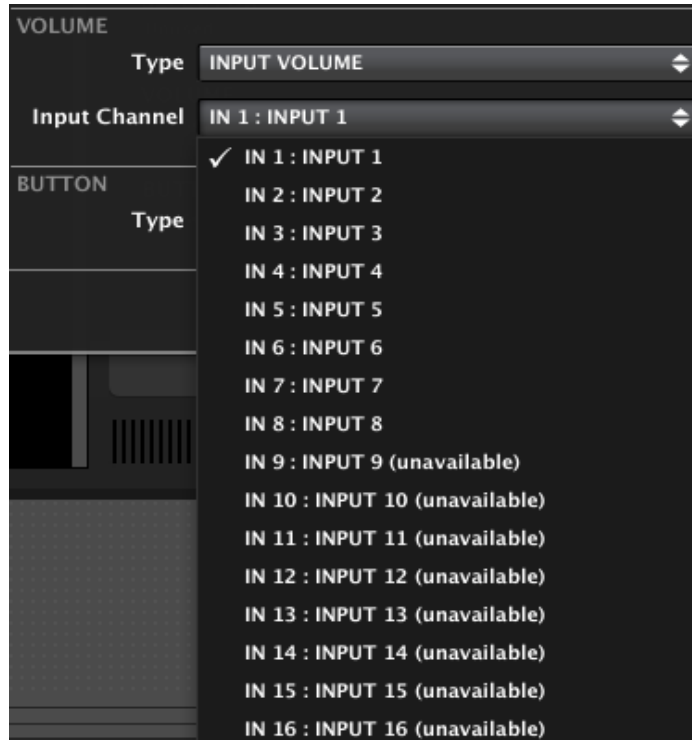 VOLUME
Type INPUT VOLUME
Input Channel IN 1 : INPUT 1
✓ IN 1 : INPUT 1
BUTTON
IN 2 : INPUT 2
Type
IN 3 : INPUT 3
IN 4 : INPUT 4
IN 5 : INPUT 5
IN 6 : INPUT 6
IN 7 : INPUT 7
IN 8 : INPUT 8
IN 9 : INPUT 9 (unavailable)
IN 10 : INPUT 10 (unavailable)
IN 11 : INPUT 11 (unavailable)
IN 12 : INPUT 12 (unavailable)
IN 13 : INPUT 13 (unavailable)
IN 14 : INPUT 14 (unavailable)
IN 15 : INPUT 15 (unavailable)
IN 16 : INPUT 16 (unavailable)